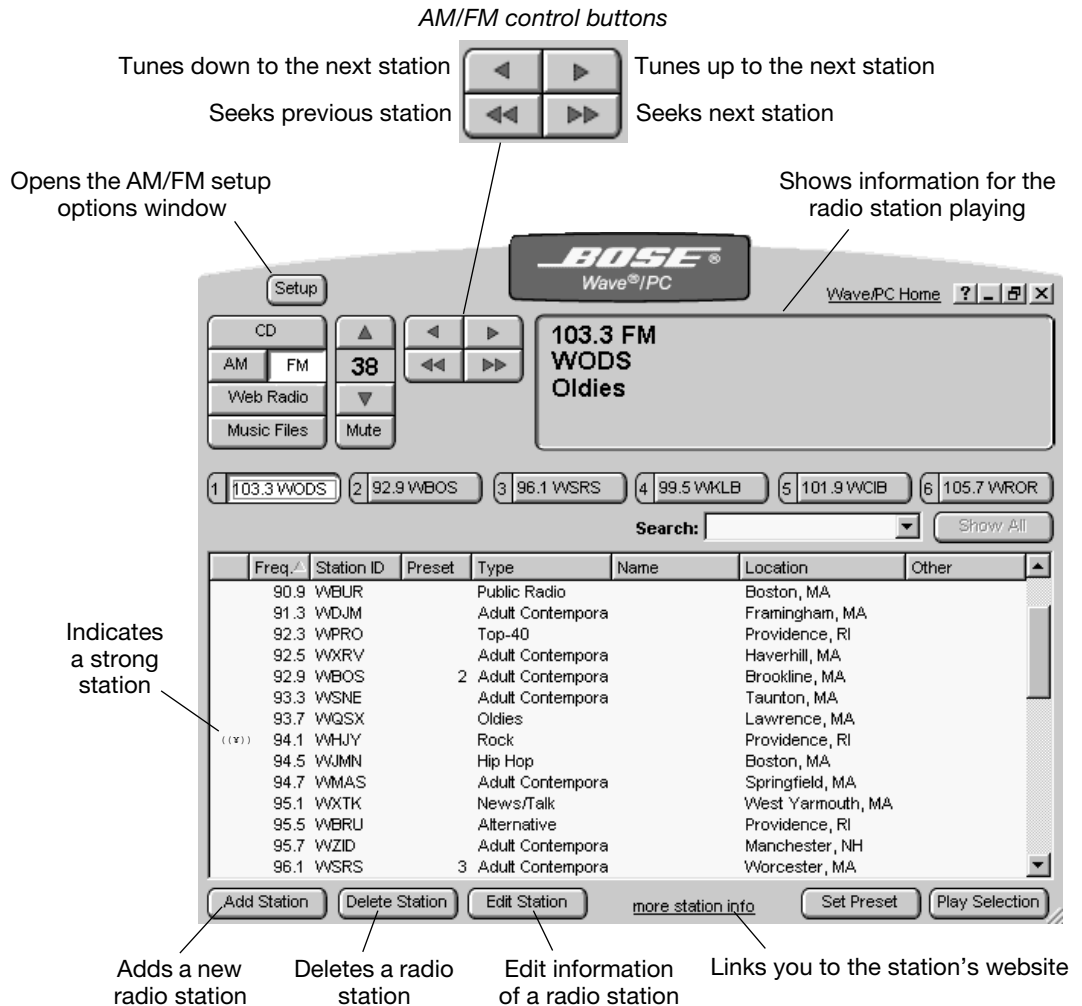 AM/FM control buttons
Tunes down to the next station
Tunes up to the next station
Seeks previous station
Seeks next station
Opens the AM/FM setup
options window
Shows information for the
radio station playing
BOSE®
Wave®/PC
Setup
Wave/PC Home ?
CD
AM FM
Web Radio
Music Files
38
Mute
103.3 FM
WODS
Oldies
1 103.3 WODS 2 92.9 WBOS 3 96.1 WSRS 4 99.5 WKLB 5 101.9 WCIB 6 105.7 WROR
Search: Show All
Freq. Station ID Preset Type Name Location Other
90.9 WBUR Public Radio Boston, MA
91.3 WDJM Adult Contempora Framingham, MA
92.3 WPRO Top-40 Providence, RI
92.5 WXRV Adult Contempora Haverhill, MA
92.9 WBOS 2 Adult Contempora Brookline, MA
93.3 WSNE Adult Contempora Taunton, MA
93.7 WQSX Oldies Lawrence, MA
94.1 WHJY Rock Providence, RI
94.5 WJMN Hip Hop Boston, MA
94.7 WMAS Adult Contempora Springfield, MA
95.1 WXTK News/Talk West Yarmouth, MA
95.5 WBRU Alternative Providence, RI
95.7 WZID Adult Contempora Manchester, NH
96.1 WSRS 3 Adult Contempora Worcester, MA
Indicates
a strong
station
Add Station Delete Station Edit Station more station info Set Preset Play Selection
Adds a new
radio station
Deletes a radio
station
Edit information
of a radio station
Links you to the station's website